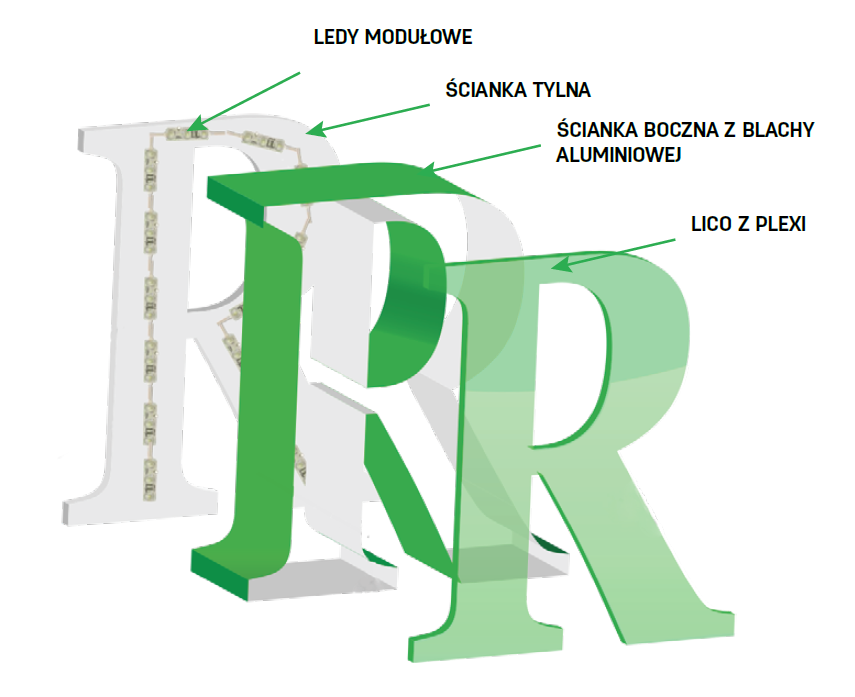 LEDY MODUŁOWE
ŚCIANKA TYLNA
ŚCIANKA BOCZNA Z BLACHY
ALUMINIOWEJ
LICO Z PLEXI